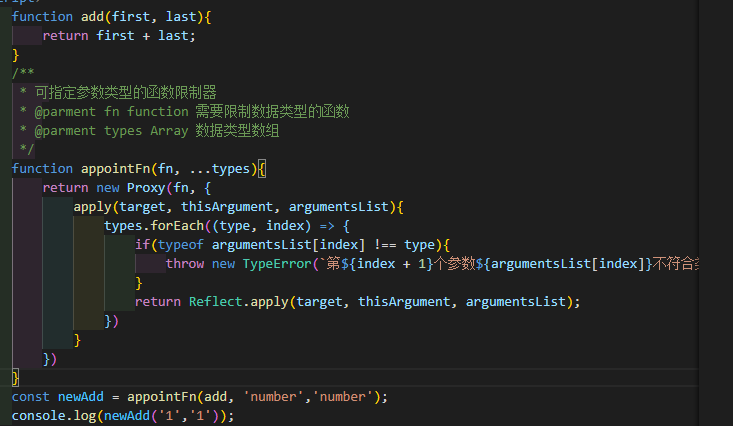 function add(first, last){
return first + last;
}
/**
* 可指定参数类型的函数限制器
* @parment fn function 需要限制数据类型的函数
* @parment types Array 数据类型数组
*/
function appointFn(fn, ...types){
return new Proxy(fn, {
apply(target, thisArgument, argumentsList){
types.forEach((type, index) => {
if(typeof argumentsList[index] !== type){
throw new TypeError(`第${index + 1}个参数${argumentsList[index]}不符合
}
return Reflect.apply(target, thisArgument, argumentsList);
})
}
})
}
const newAdd = appointFn(add, 'number','number');
console.log(newAdd('1','1'));